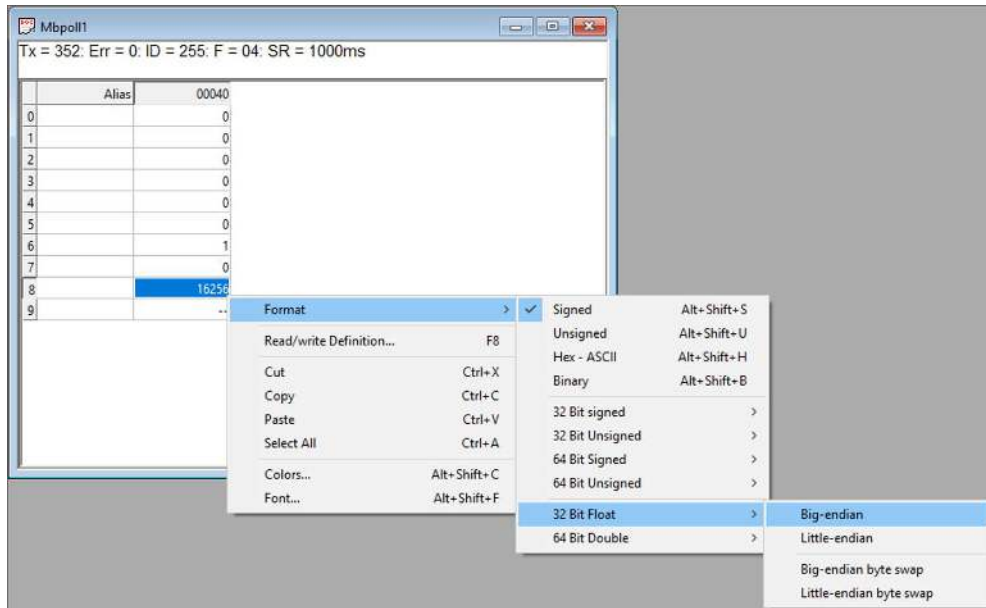 Mbpoll1
Tx = 352: Err = 0: ID = 255: F = 04: SR = 1000ms
Alias 00040
0 0
1 0
2 0
3 0
4 0
5 0
6 1
7 0
8 16256
9 --
Format >
Read/write Definition... F8
Cut Ctrl+X
Copy Ctrl+C
Paste Ctrl+V
Select All Ctrl+A
Colors... Alt+Shift+C
Font... Alt+Shift+F
✓ Signed Alt+Shift+S
Unsigned Alt+Shift+U
Hex - ASCII Alt+Shift+H
Binary Alt+Shift+B
32 Bit signed >
32 Bit Unsigned >
64 Bit Signed >
64 Bit Unsigned >
32 Bit Float >
64 Bit Double >
Big-endian
Little-endian
Big-endian byte swap
Little-endian byte swap